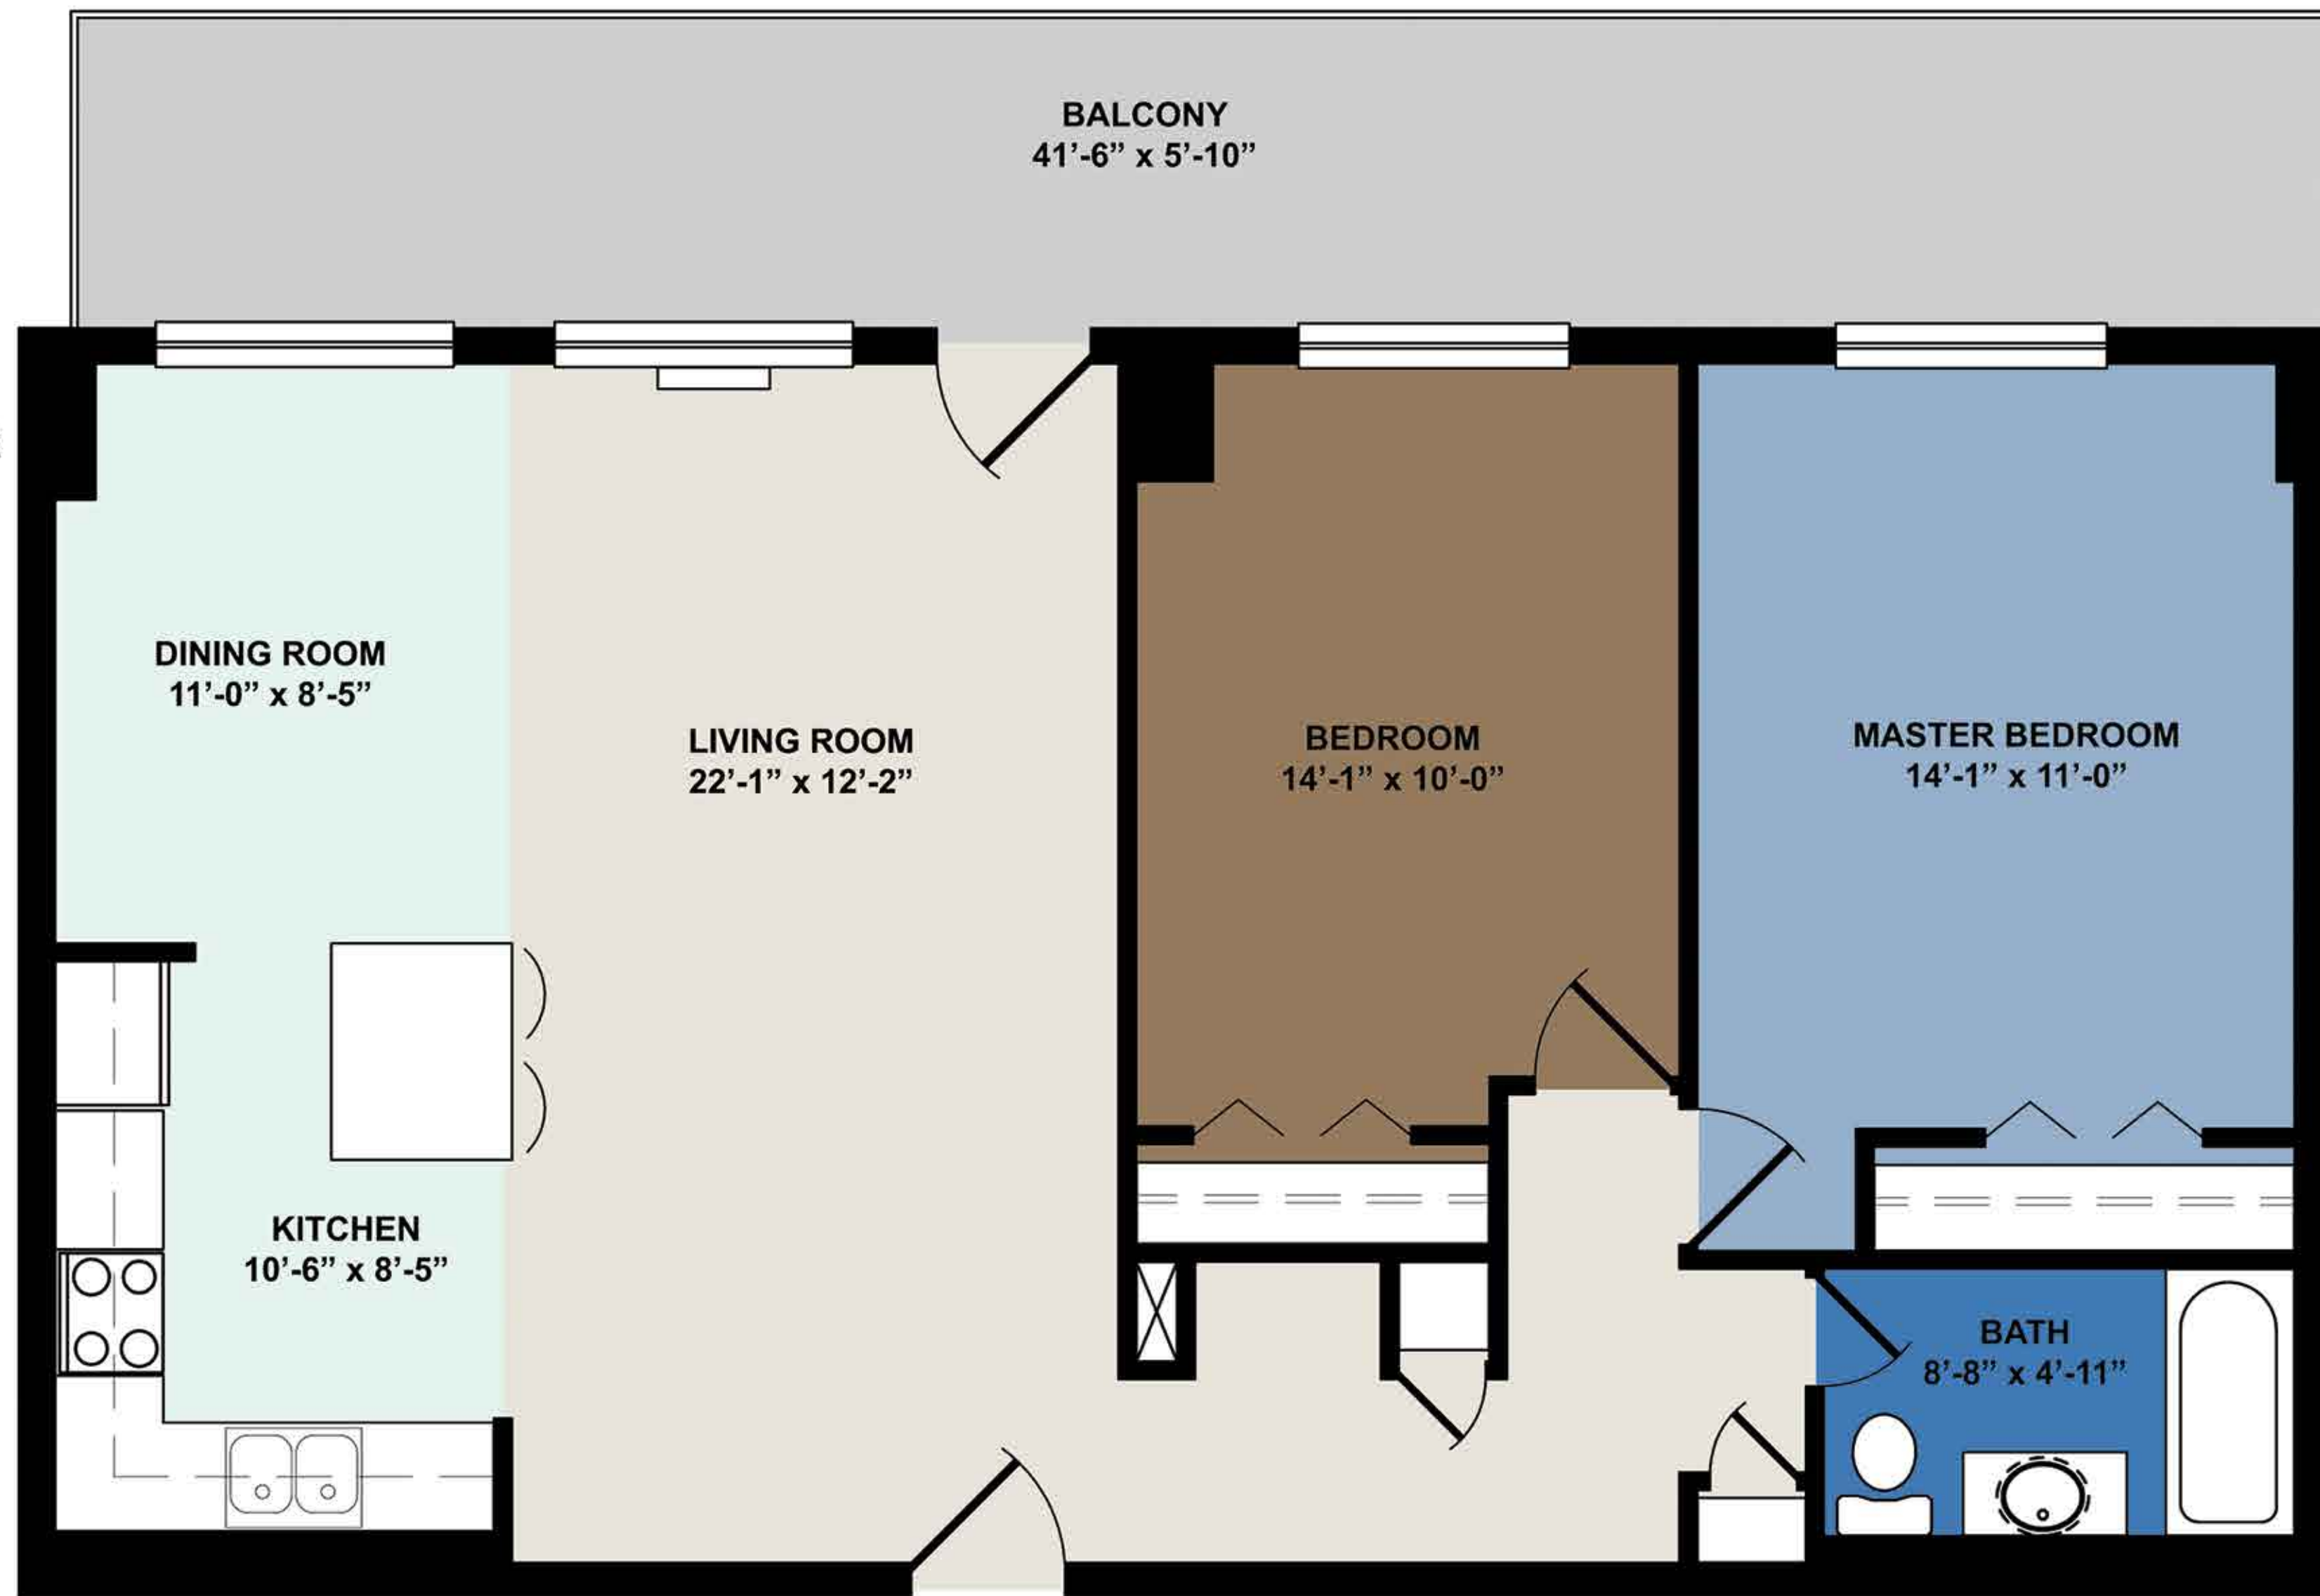 BALCONY
41’-6” x 5’-10”
DINING ROOM
11’-0” x 8’-5”
LIVING ROOM
22’-1” x 12’-2”
BEDROOM
14’-1” x 10’-0”
MASTER BEDROOM
14’-1” x 11’-0”
KITCHEN
10’-6” x 8’-5”
BATH
8’-8” x 4’-11”